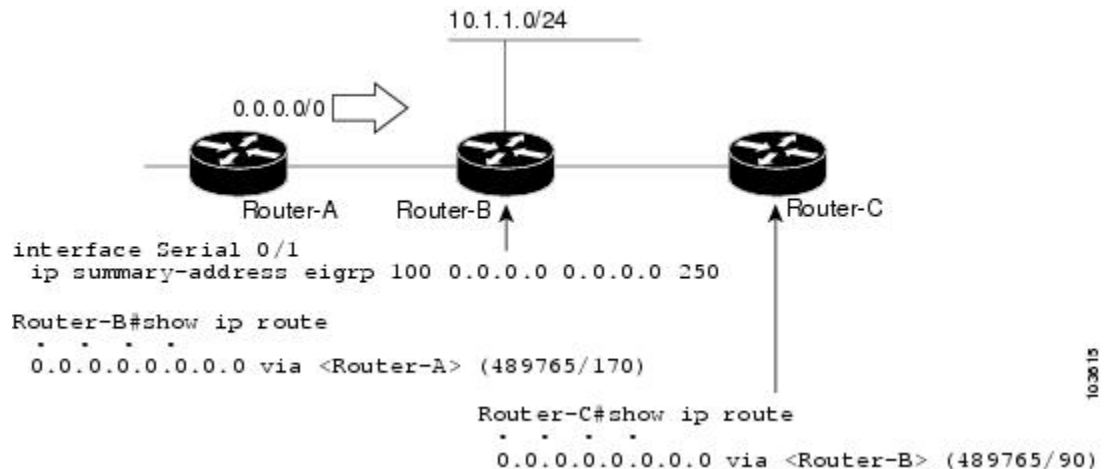 10.1.1.0/24
0.0.0.0/0
Router-A
Router-B
Router-C
interface Serial 0/1
ip summary-address eigrp 100 0.0.0.0 0.0.0.0 250
Router-B#show ip route
. . . .
0.0.0.0.0.0.0.0 via <Router-A> (489765/170)
Router-C#show ip route
. . . .
0.0.0.0.0.0.0.0 via <Router-B> (489765/90)
103615